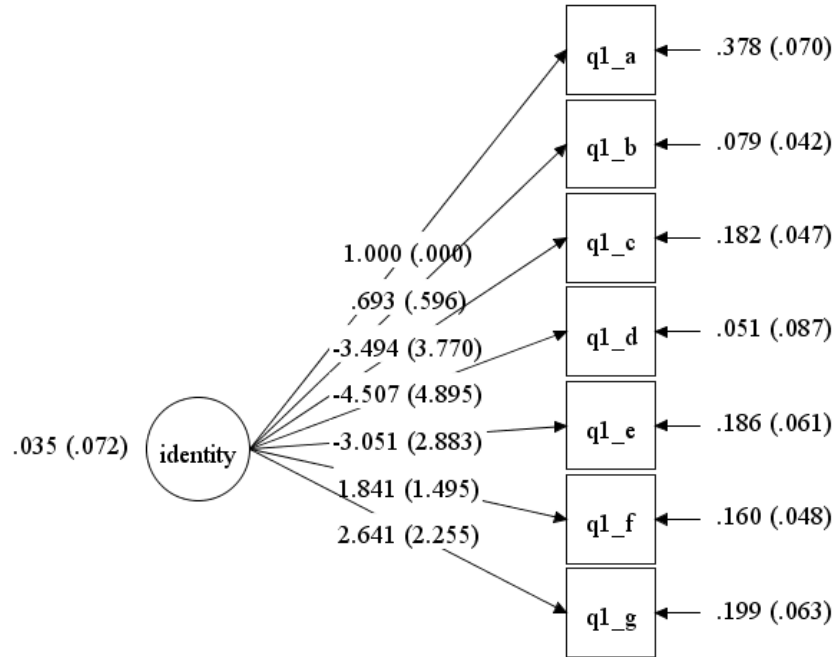 q1_a
.378 (.070)
q1_b
.079 (.042)
q1_c
.182 (.047)
1.000 (.000)
.693 (.596)
q1_d
.051 (.087)
-3.494 (3.770)
-4.507 (4.895)
q1_e
.186 (.061)
.035 (.072)
identity
-3.051 (2.883)
1.841 (1.495)
q1_f
.160 (.048)
2.641 (2.255)
q1_g
.199 (.063)